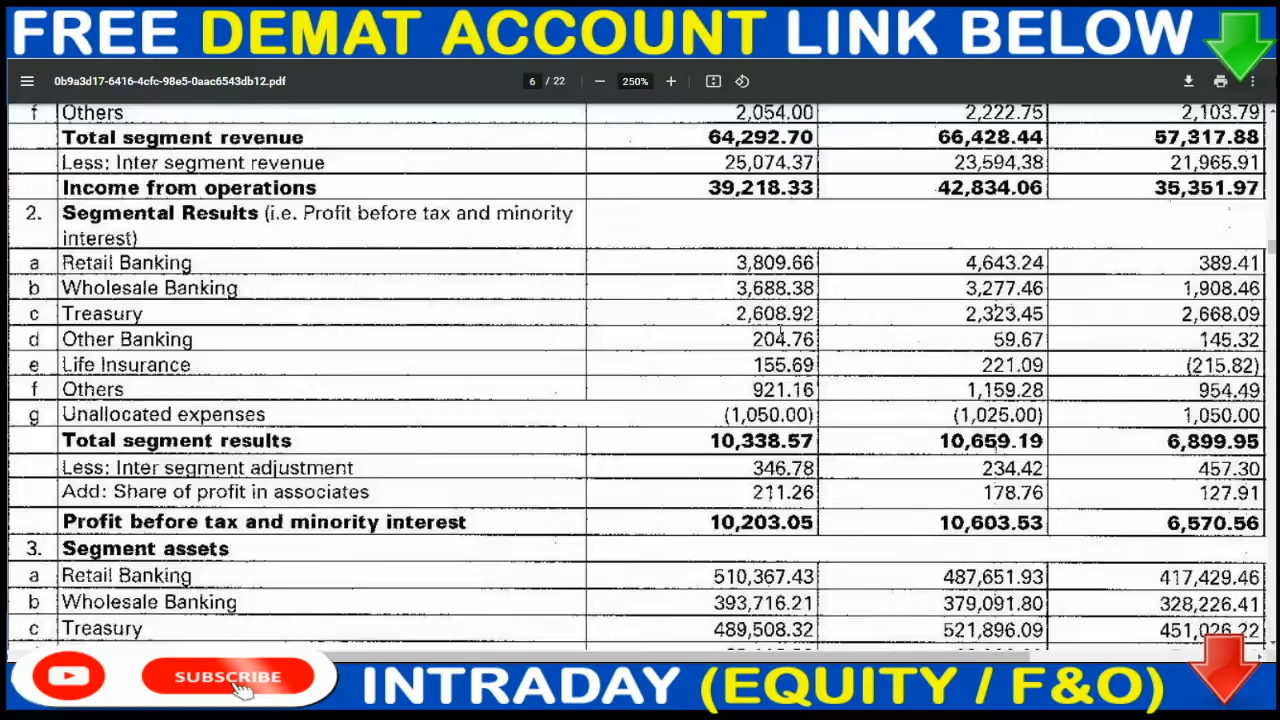 FREE DEMAT ACCOUNT LINK BELOW
0b9a3d17-6416-4cfc-98e5-0aac6543db12.pdf 6 / 22 250%
f Others 2,054.00 2,222.75 2,103.79
Total segment revenue 64,292.70 66,428.44 57,317.88
Less: Inter segment revenue 25,074.37 23,594.38 21,965.91
Income from operations 39,218.33 42,834.06 35,351.97
2. Segmental Results (i.e. Profit before tax and minority
interest)
a Retail Banking 3,809.66 4,643.24 389.41
b Wholesale Banking 3,688.38 3,277.46 1,908.46
c Treasury 2,608.92 2,323.45 2,668.09
d Other Banking 204.76 59.67 145.32
e Life Insurance 155.69 221.09 (215.82)
f Others 921.16 1,159.28 954.49
g Unallocated expenses (1,050.00) (1,025.00) 1,050.00
Total segment results 10,338.57 10,659.19 6,899.95
Less: Inter segment adjustment 346.78 234.42 457.30
Add: Share of profit in associates 211.26 178.76 127.91
Profit before tax and minority interest 10,203.05 10,603.53 6,570.56
3. Segment assets
a Retail Banking 510,367.43 487,651.93 417,429.46
b Wholesale Banking 393,716.21 379,091.80 328,226.41
c Treasury 489,508.32 521,896.09 451,026.22
SUBSCRIBE
INTRADAY (EQUITY / F&O)